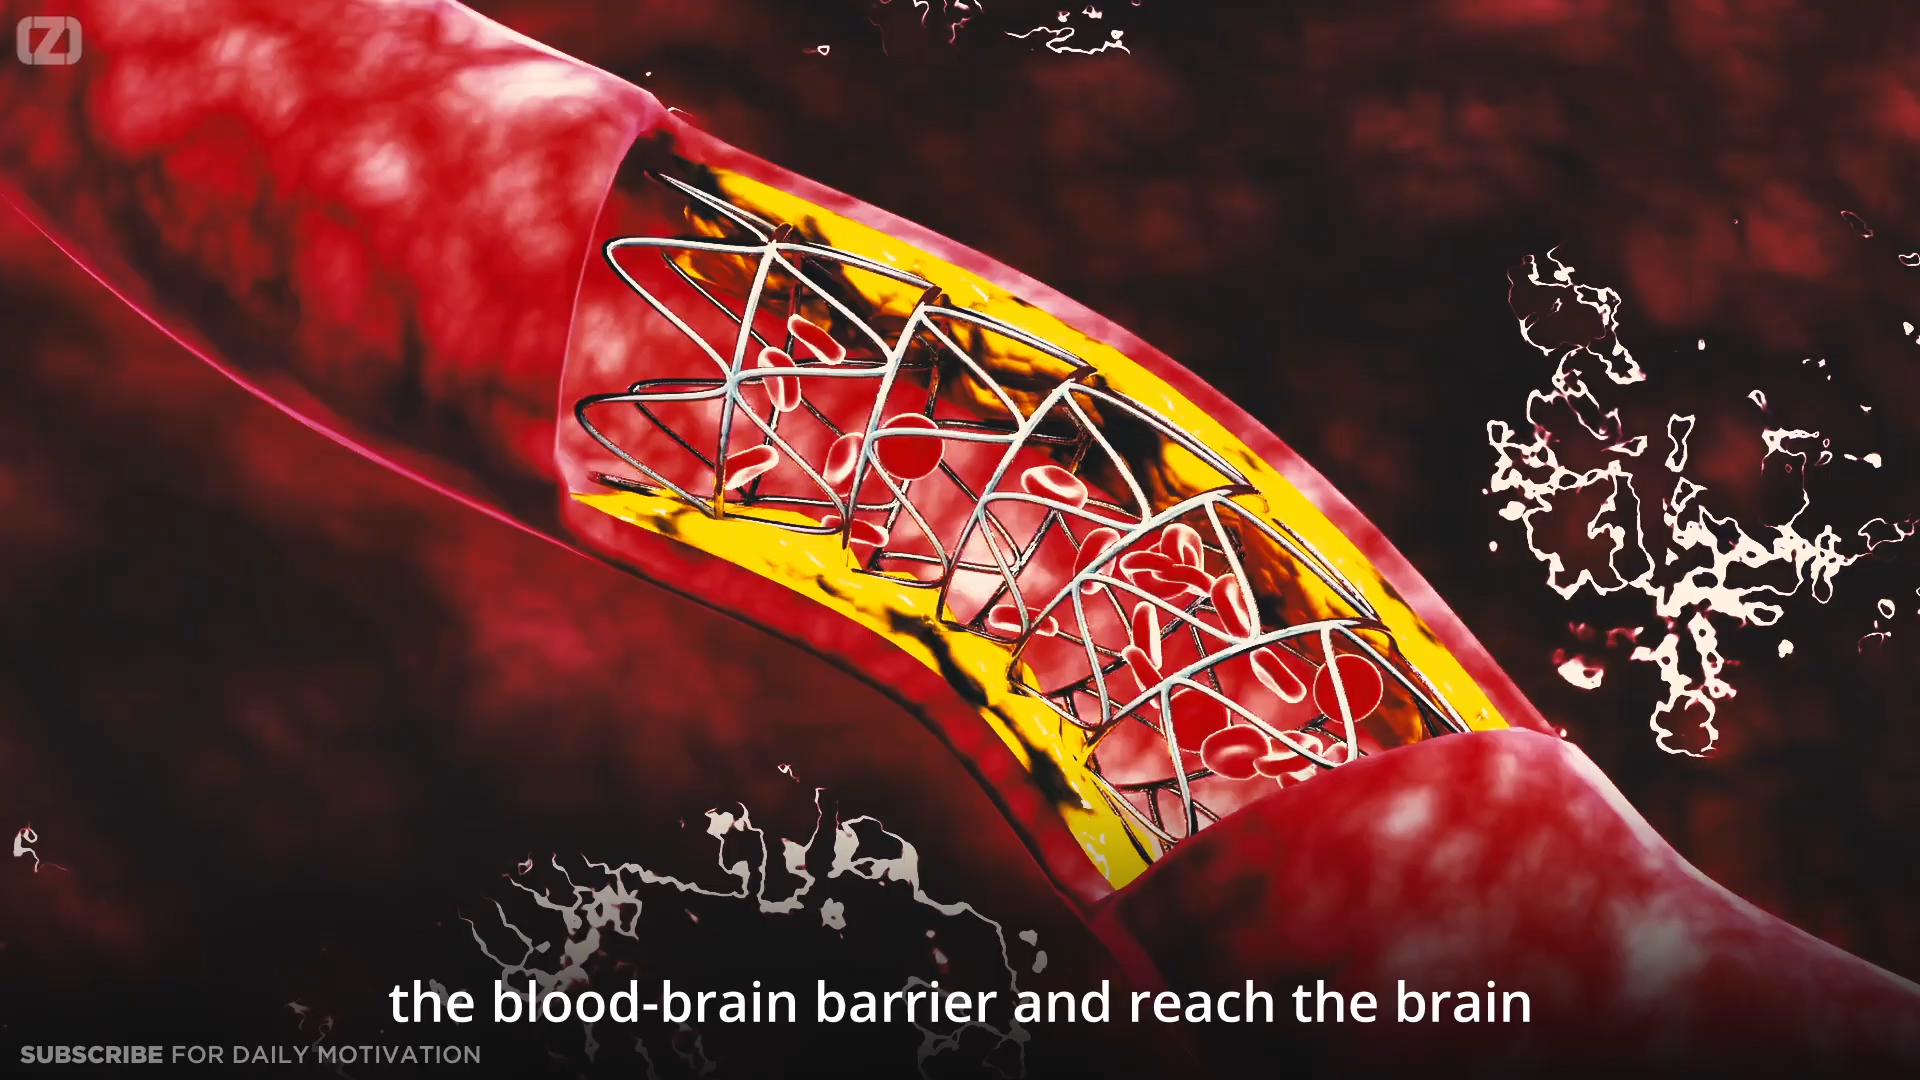 Z
the blood-brain barrier and reach the brain
SUBSCRIBE FOR DAILY MOTIVATION